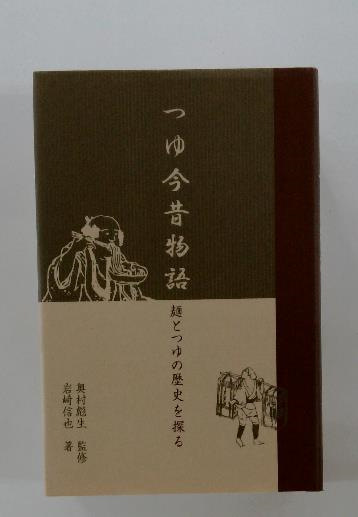 つゆ今昔物語
麺とつゆの歴史を探る
奥村彪生 監修
岩崎信也 著